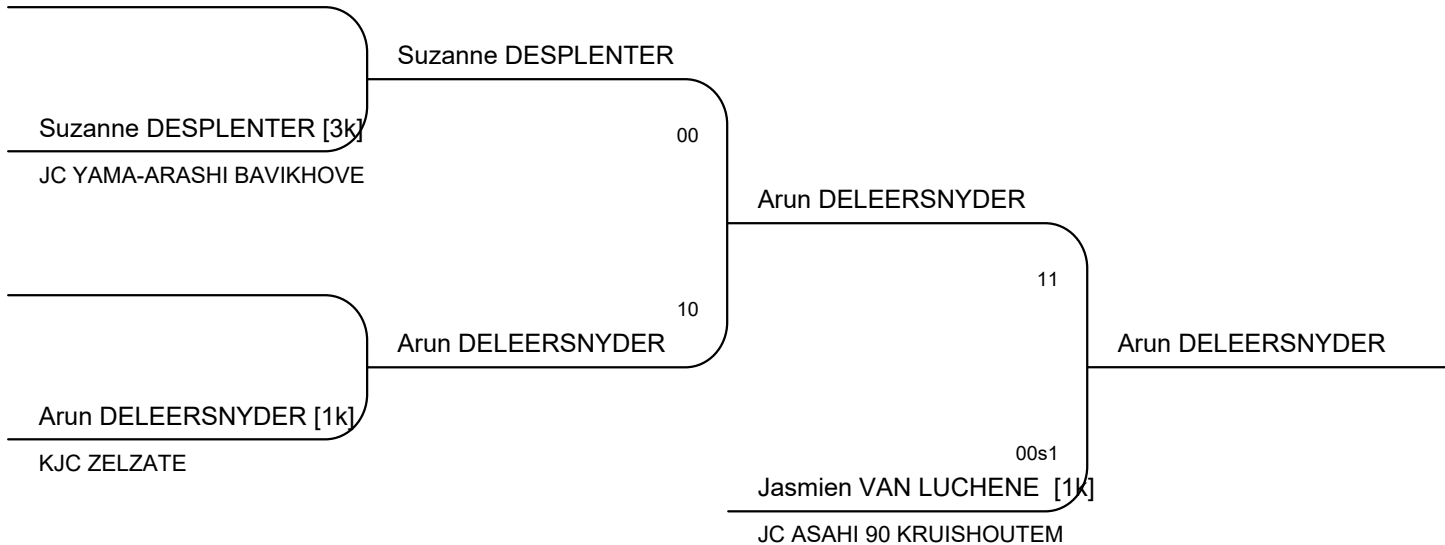 Suzanne DESPLENTER
Suzanne DESPLENTER [3k]
00
JC YAMA-ARASHI BAVIKHOVE
Arun DELEERSNYDER
11
10
Arun DELEERSNYDER
Arun DELEERSNYDER
Arun DELEERSNYDER [1k]
00s1
KJC ZELZATE
Jasmien VAN LUCHENE [1k]
JC ASAHI 90 KRUISHOUTEM